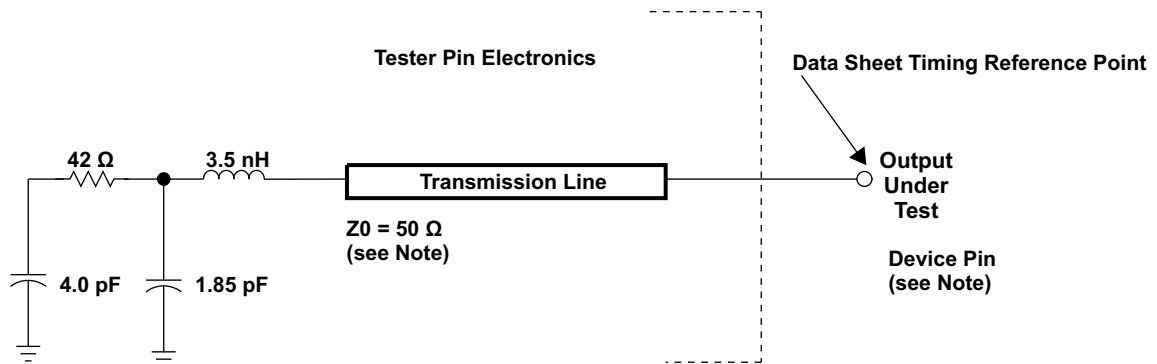 Tester Pin Electronics
Data Sheet Timing Reference Point
42 Ω
3.5 nH
Transmission Line
Output
Under
Test
Z0 = 50 Ω
(see Note)
Device Pin
(see Note)
4.0 pF
1.85 pF